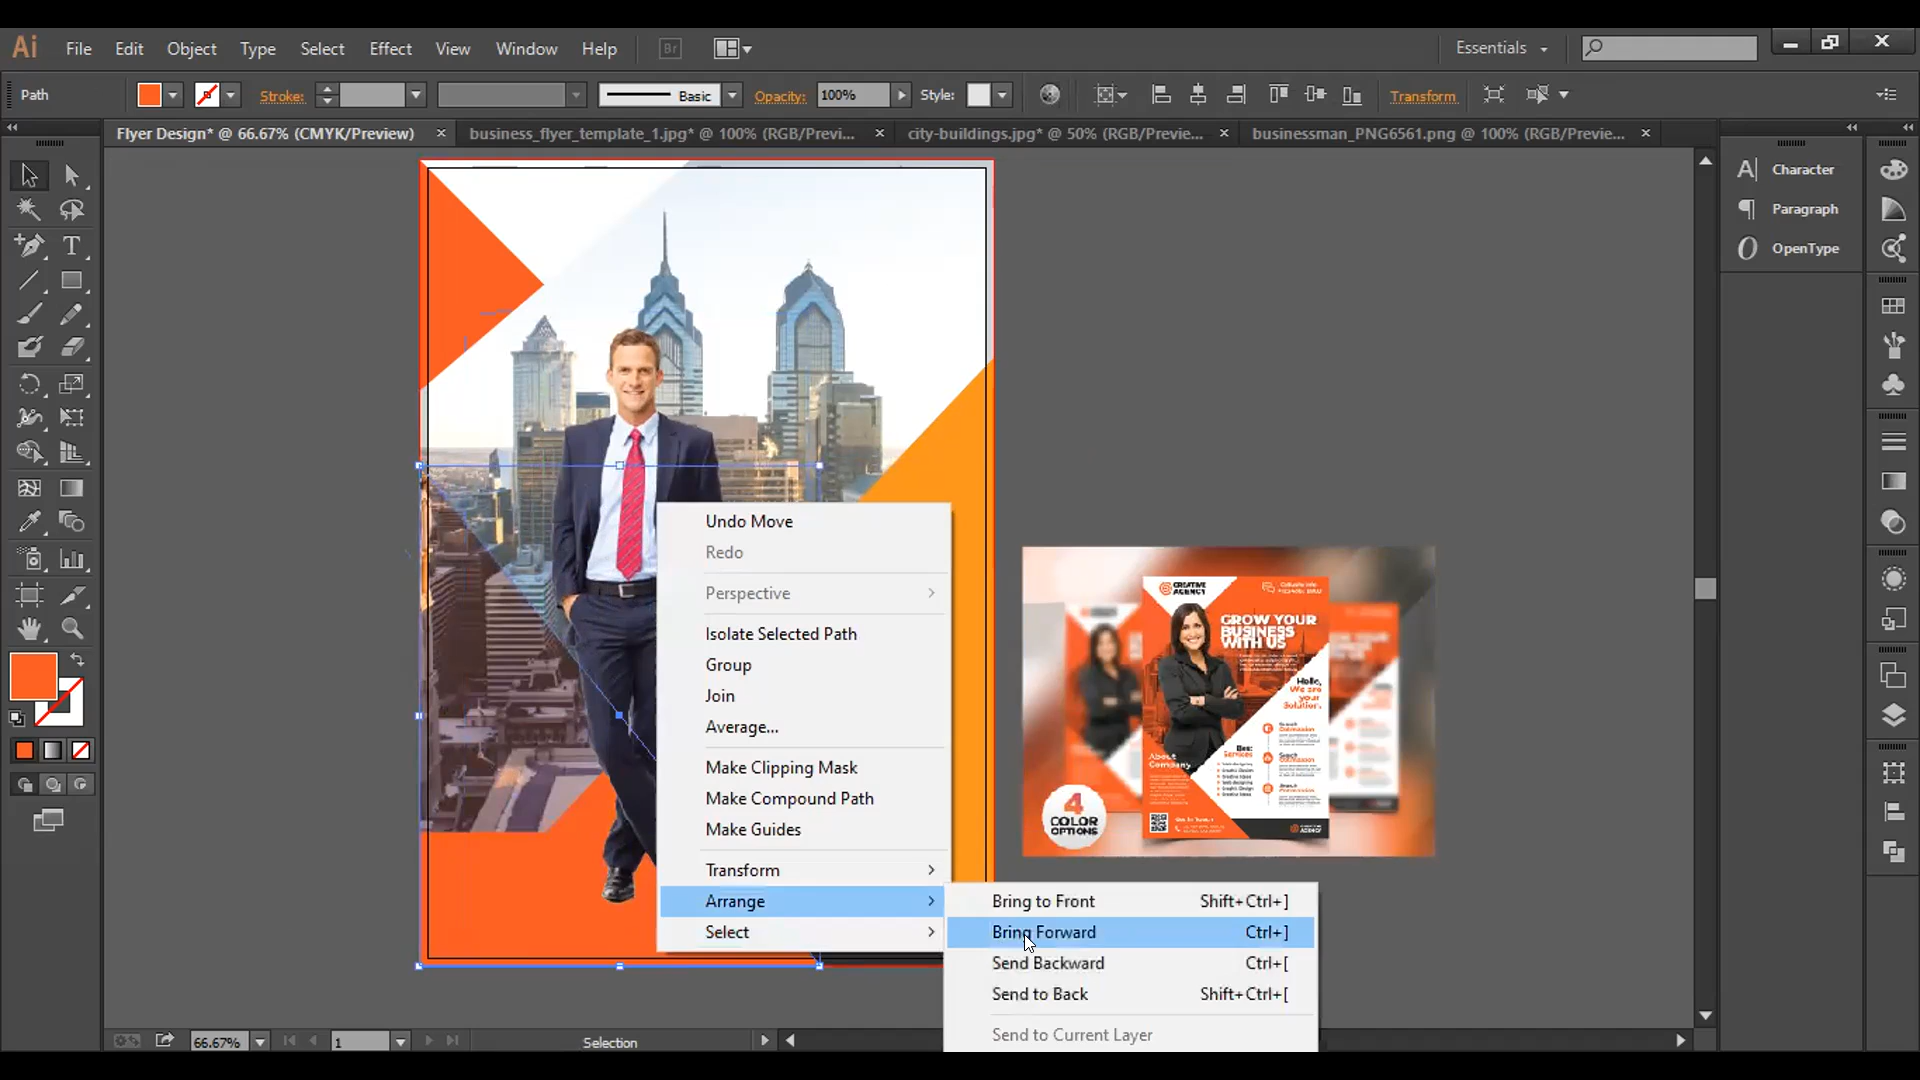 Ai File Edit Object Type Select Effect View Window Help Br Essentials
Path Stroke: Basic Opacity: 100% Style: Transform
Flyer Design* @ 66.67% (CMYK/Preview) × business_flyer_template_1.jpg* @ 100% (RGB/Previ... × city-buildings.jpg* @ 50% (RGB/Previe... × businessman_PNG6561.png @ 100% (RGB/Previe... ×
Character
Paragraph
OpenType
Undo Move
Redo
Perspective
Isolate Selected Path
Group
Join
Average...
Make Clipping Mask
Make Compound Path
Make Guides
Transform
Arrange
Select
Bring to Front Shift+Ctrl+]
Bring Forward Ctrl+]
Send Backward Ctrl+[
Send to Back Shift+Ctrl+[
Send to Current Layer
CREATIVE
AGENCY
GROW YOUR
BUSINESS
WITH US
Hello,
We are
your
Solution.
Best
Services
About
Company
4
COLOR
OPTIONS
66.67% 1 Selection